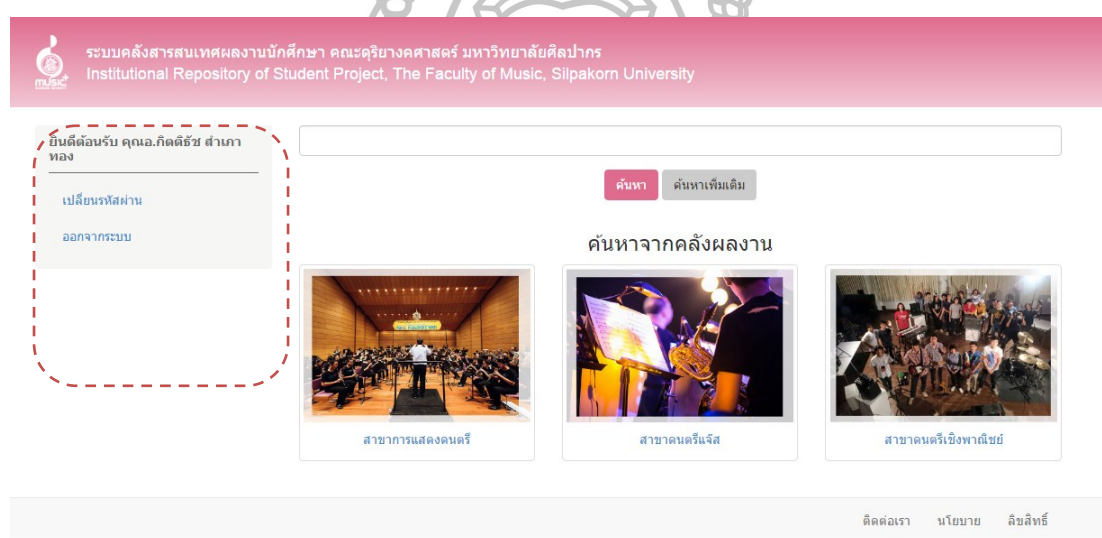 ระบบคลังสารสนเทศผลงานนักศึกษา คณะดุริยางคศาสตร์ มหาวิทยาลัยศิลปากร
Institutional Repository of Student Project, The Faculty of Music, Silpakorn University
music+
ยินดีต้อนรับ คุณอ.กิตติธัช สำเภา
ทอง
เปลี่ยนรหัสผ่าน
ออกจากระบบ
ค้นหา ค้นหาเพิ่มเติม
ค้นหาจากคลังผลงาน
สาขาการแสดงดนตรี
สาขาดนตรีแจ๊ส
สาขาดนตรีเชิงพาณิชย์
ติดต่อเรา นโยบาย ลิขสิทธิ์